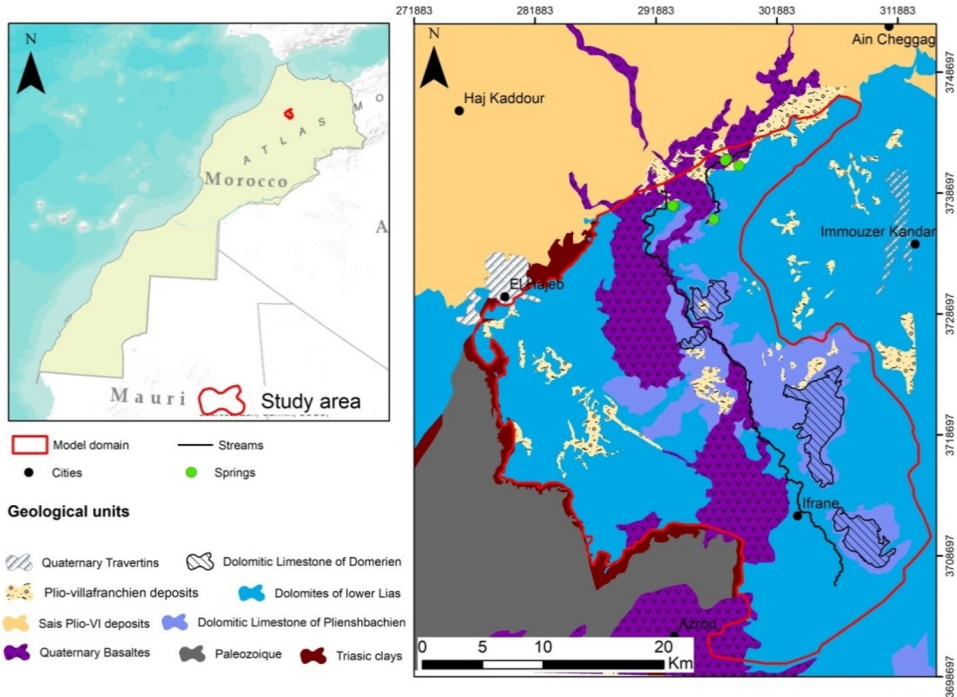 N
M O
A T L A S
Morocco
A
Mauri
Study area
Model domain
Streams
Cities
Springs
Geological units
Quaternary Travertins
Dolomitic Limestone of Domerien
Plio-villafranchien deposits
Dolomites of lower Lias
Sais Plio-VI deposits
Dolomitic Limestone of Plienshbachien
Quaternary Basaltes
Paleozoique
Triasic clays
271883
281883
291883
301883
311883
N
Ain Cheggag
Haj Kaddour
3748697
3738697
Immouzer Kandar
El Hajeb
3728697
3718697
Ifrane
3708697
Azrou
0
5
10
20
Km
3698697